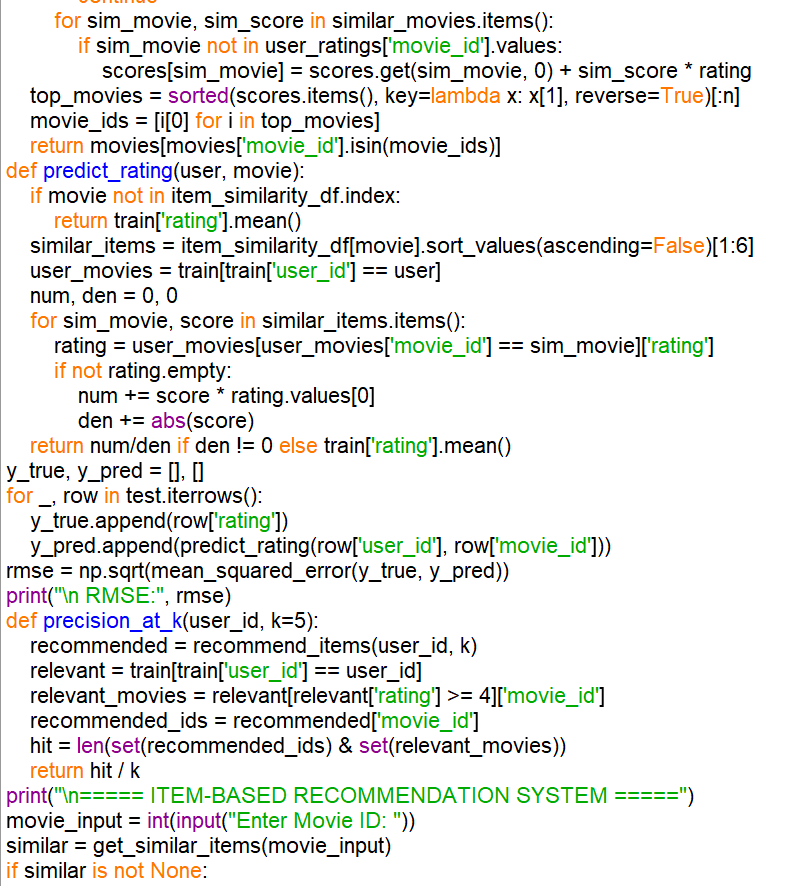 continue
for sim_movie, sim_score in similar_movies.items():
if sim_movie not in user_ratings['movie_id'].values:
scores[sim_movie] = scores.get(sim_movie, 0) + sim_score * rating
top_movies = sorted(scores.items(), key=lambda x: x[1], reverse=True)[:n]
movie_ids = [i[0] for i in top_movies]
return movies[movies['movie_id'].isin(movie_ids)]
def predict_rating(user, movie):
if movie not in item_similarity_df.index:
return train['rating'].mean()
similar_items = item_similarity_df[movie].sort_values(ascending=False)[1:6]
user_movies = train[train['user_id'] == user]
num, den = 0, 0
for sim_movie, score in similar_items.items():
rating = user_movies[user_movies['movie_id'] == sim_movie]['rating']
if not rating.empty:
num += score * rating.values[0]
den += abs(score)
return num/den if den != 0 else train['rating'].mean()
y_true, y_pred = [], []
for _, row in test.iterrows():
y_true.append(row['rating'])
y_pred.append(predict_rating(row['user_id'], row['movie_id']))
rmse = np.sqrt(mean_squared_error(y_true, y_pred))
print("\n RMSE:", rmse)
def precision_at_k(user_id, k=5):
recommended = recommend_items(user_id, k)
relevant = train[train['user_id'] == user_id]
relevant_movies = relevant[relevant['rating'] >= 4]['movie_id']
recommended_ids = recommended['movie_id']
hit = len(set(recommended_ids) & set(relevant_movies))
return hit / k
print("\n===== ITEM-BASED RECOMMENDATION SYSTEM =====")
movie_input = int(input("Enter Movie ID: "))
similar = get_similar_items(movie_input)
if similar is not None: